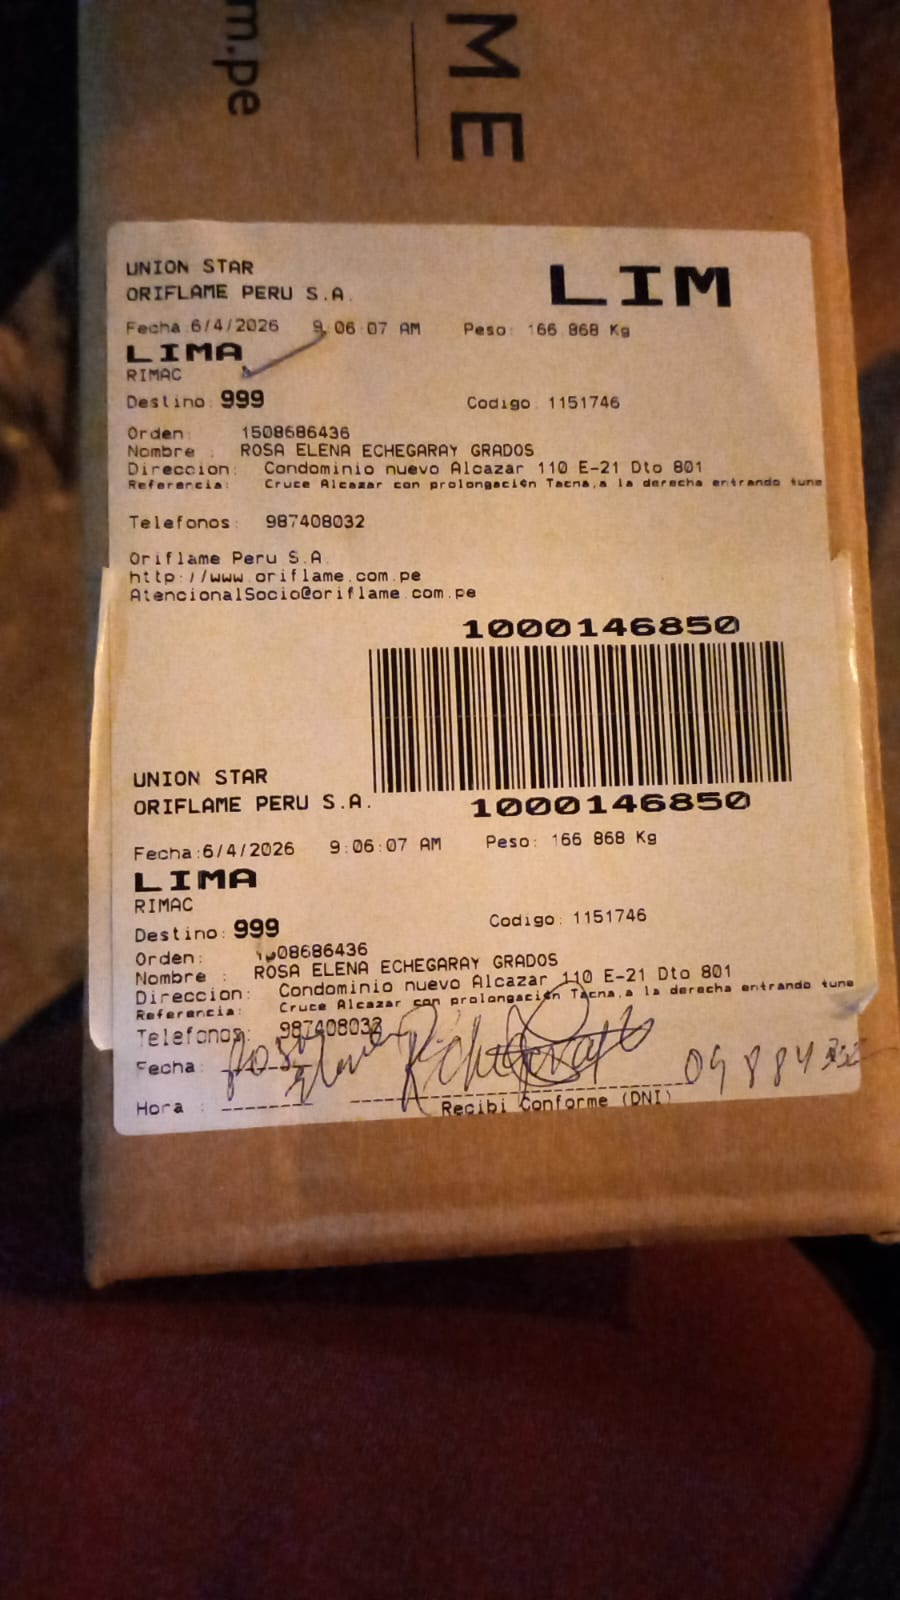 m.pe
ME
UNION STAR
ORIFLAME PERU S.A.
LIM
Fecha:6/4/2026 9:06:07 AM Peso: 166.868 Kg
LIMA
RIMAC
Destino: 999 Codigo: 1151746
Orden: 1508686436
Nombre : ROSA ELENA ECHEGARAY GRADOS
Direccion: Condominio nuevo Alcazar 110 E-21 Dto 801
Referencia: Cruce Alcazar con prolongación Tacna,a la derecha entrando tune
Telefonos: 987408032
Oriflame Peru S.A.
http://www.oriflame.com.pe
AtencionalSocio@oriflame.com.pe
1000146850
1000146850
UNION STAR
ORIFLAME PERU S.A.
Fecha:6/4/2026 9:06:07 AM Peso: 166 868 Kg
LIMA
RIMAC
Destino: 999 Codigo: 1151746
Orden: 1508686436
Nombre : ROSA ELENA ECHEGARAY GRADOS
Direccion: Condominio nuevo Alcazar 110 E-21 Dto 801
Referencia: Cruce Alcazar con prolongación Tacna,a la derecha entrando tune
Telefonos: 987408032
Fecha: Rosa Elena
Hora :
Recibi Conforme (DNI)